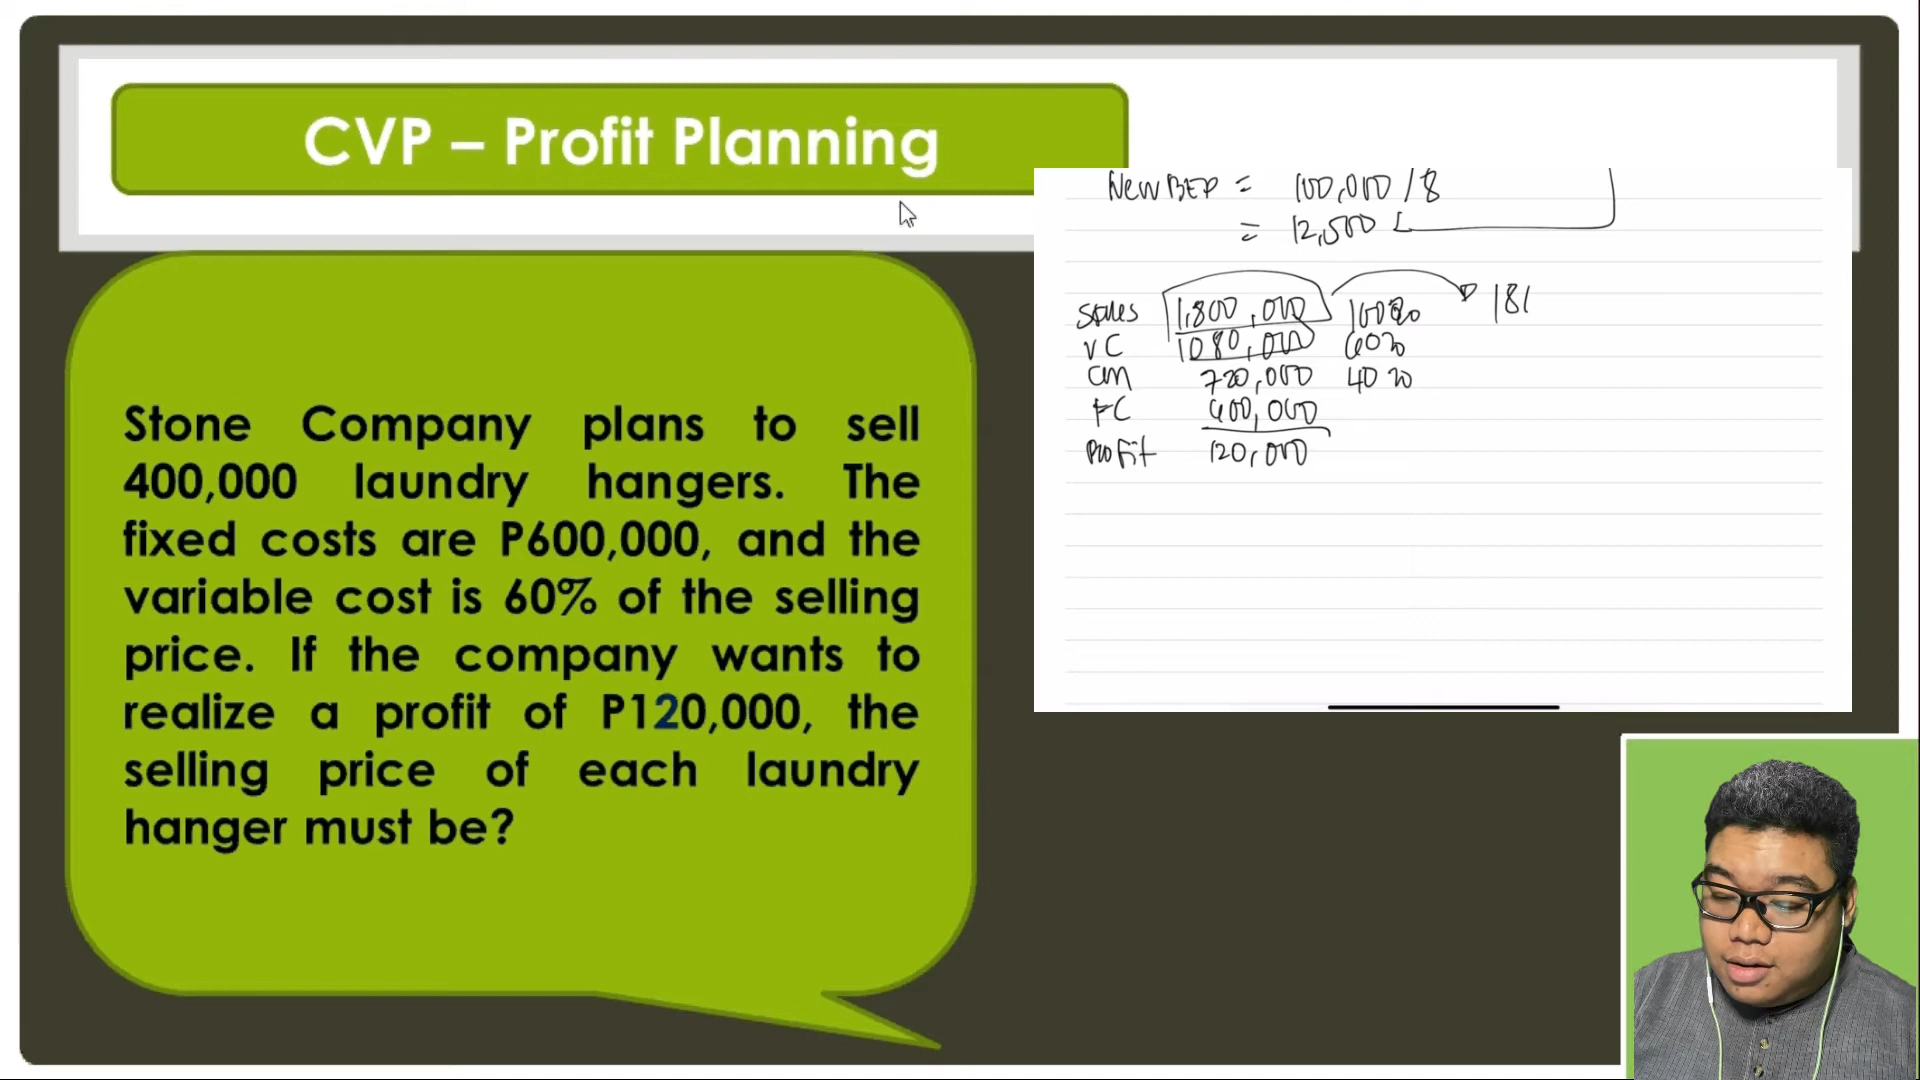 CVP – Profit Planning
Stone Company plans to sell
400,000 laundry hangers. The
fixed costs are P600,000, and the
variable cost is 60% of the selling
price. If the company wants to
realize a profit of P120,000, the
selling price of each laundry
hanger must be?
New BEP = 100,000 / 8
= 12,500
Sales 1,800,000 100%
VC 1080,000 60%
CM 720,000 40%
FC 600,000
Profit 120,000